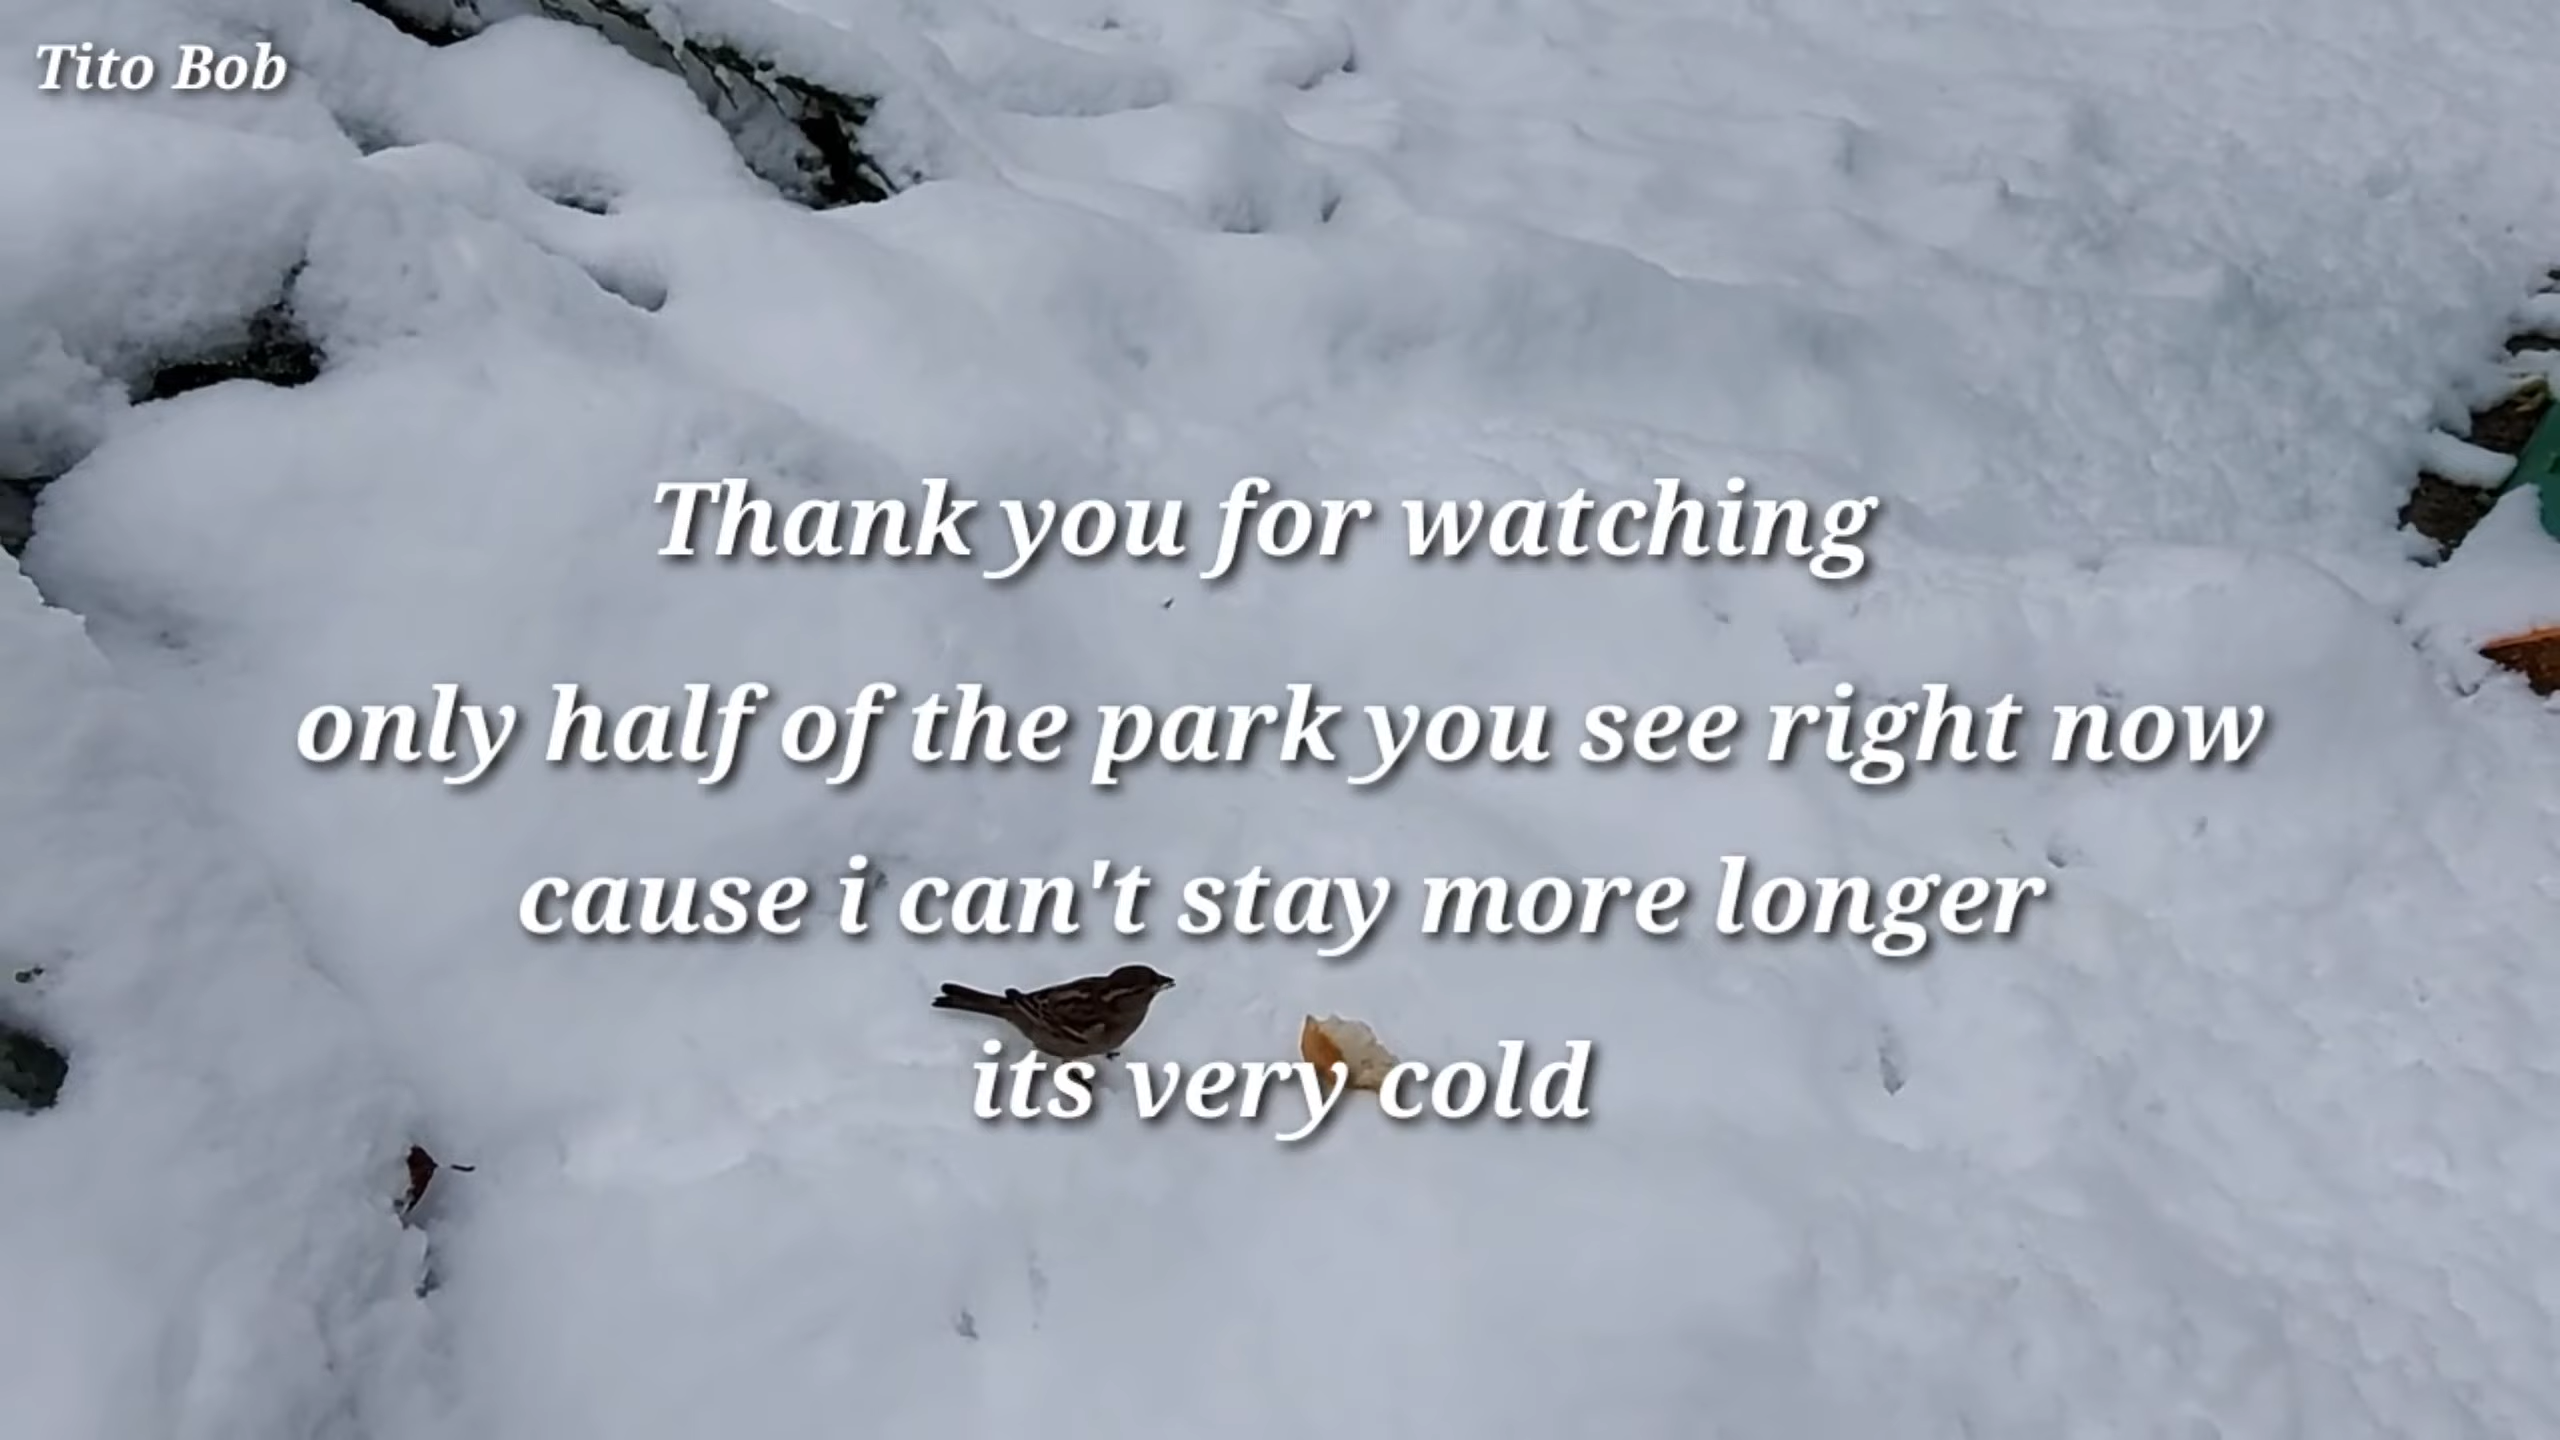 Tito Bob
Thank you for watching
only half of the park you see right now
cause i can't stay more longer
its very cold